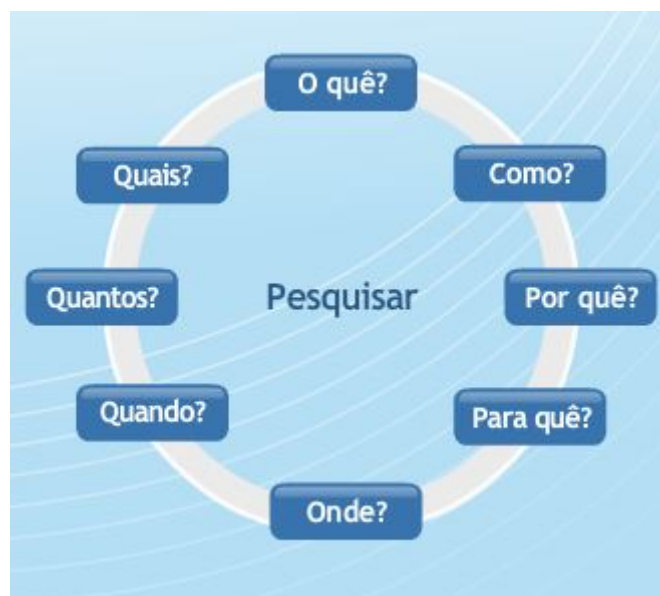 O quê?
Como?
Por quê?
Para quê?
Onde?
Quando?
Quantos?
Quais?
Pesquisar